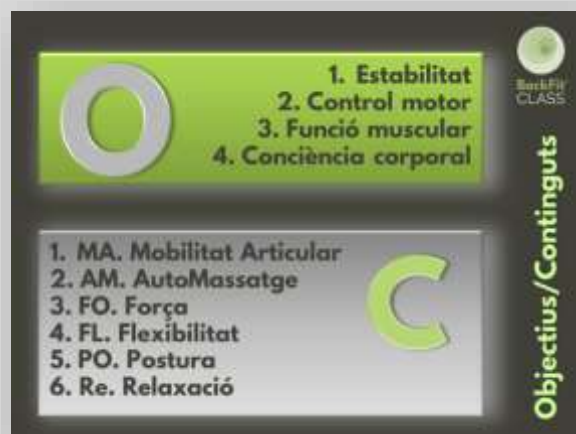 O
1. Estabilitat
2. Control motor
3. Funció muscular
4. Conciència corporal
1. MA. Mobilitat Articular
2. AM. AutoMassatge
3. FO. Força
4. FL. Flexibilitat
5. PO. Postura
6. Re. Relaxació
C
BackFit
CLASS
Objectius/Continguts